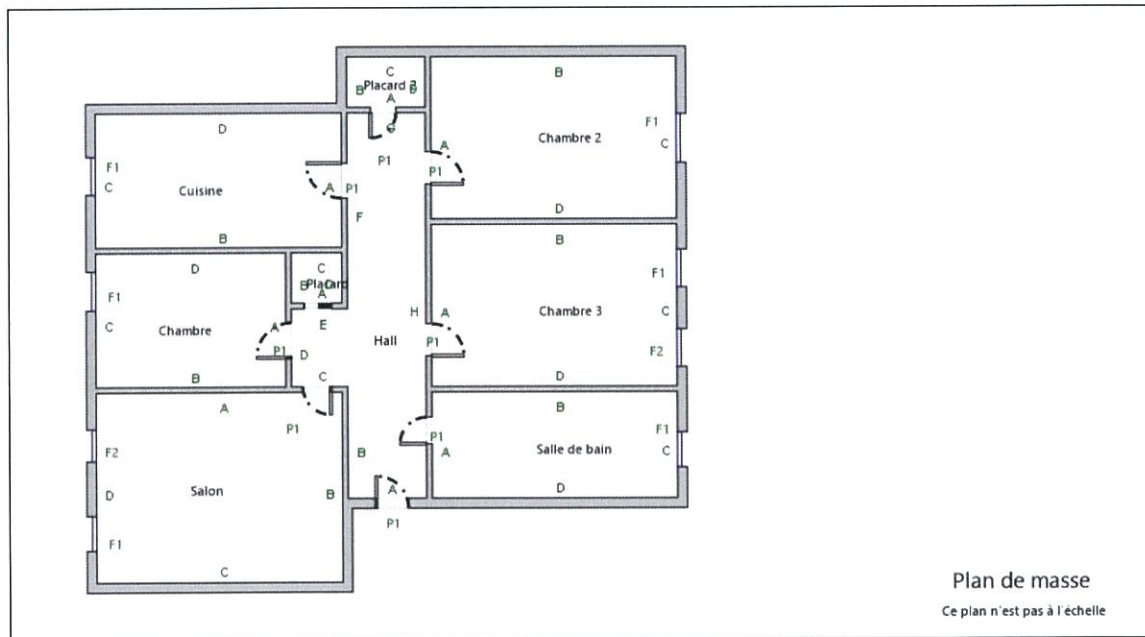 C
Placard 2
B
A
G
P1
B
Chambre 2
F1
C
A
P1
D
D
F1
C
Cuisine
A
P1
F
B
D
F1
C
Chambre
A
P1
B
C
B
Placard
A
E
D
C
Hall
H
B
A
P1
F1
Chambre 3
C
F2
D
A
P1
F2
D
Salon
B
F1
C
B
P1
A
Salle de bain
F1
C
D
B
A
P1
Plan de masse
Ce plan n'est pas à l'échelle